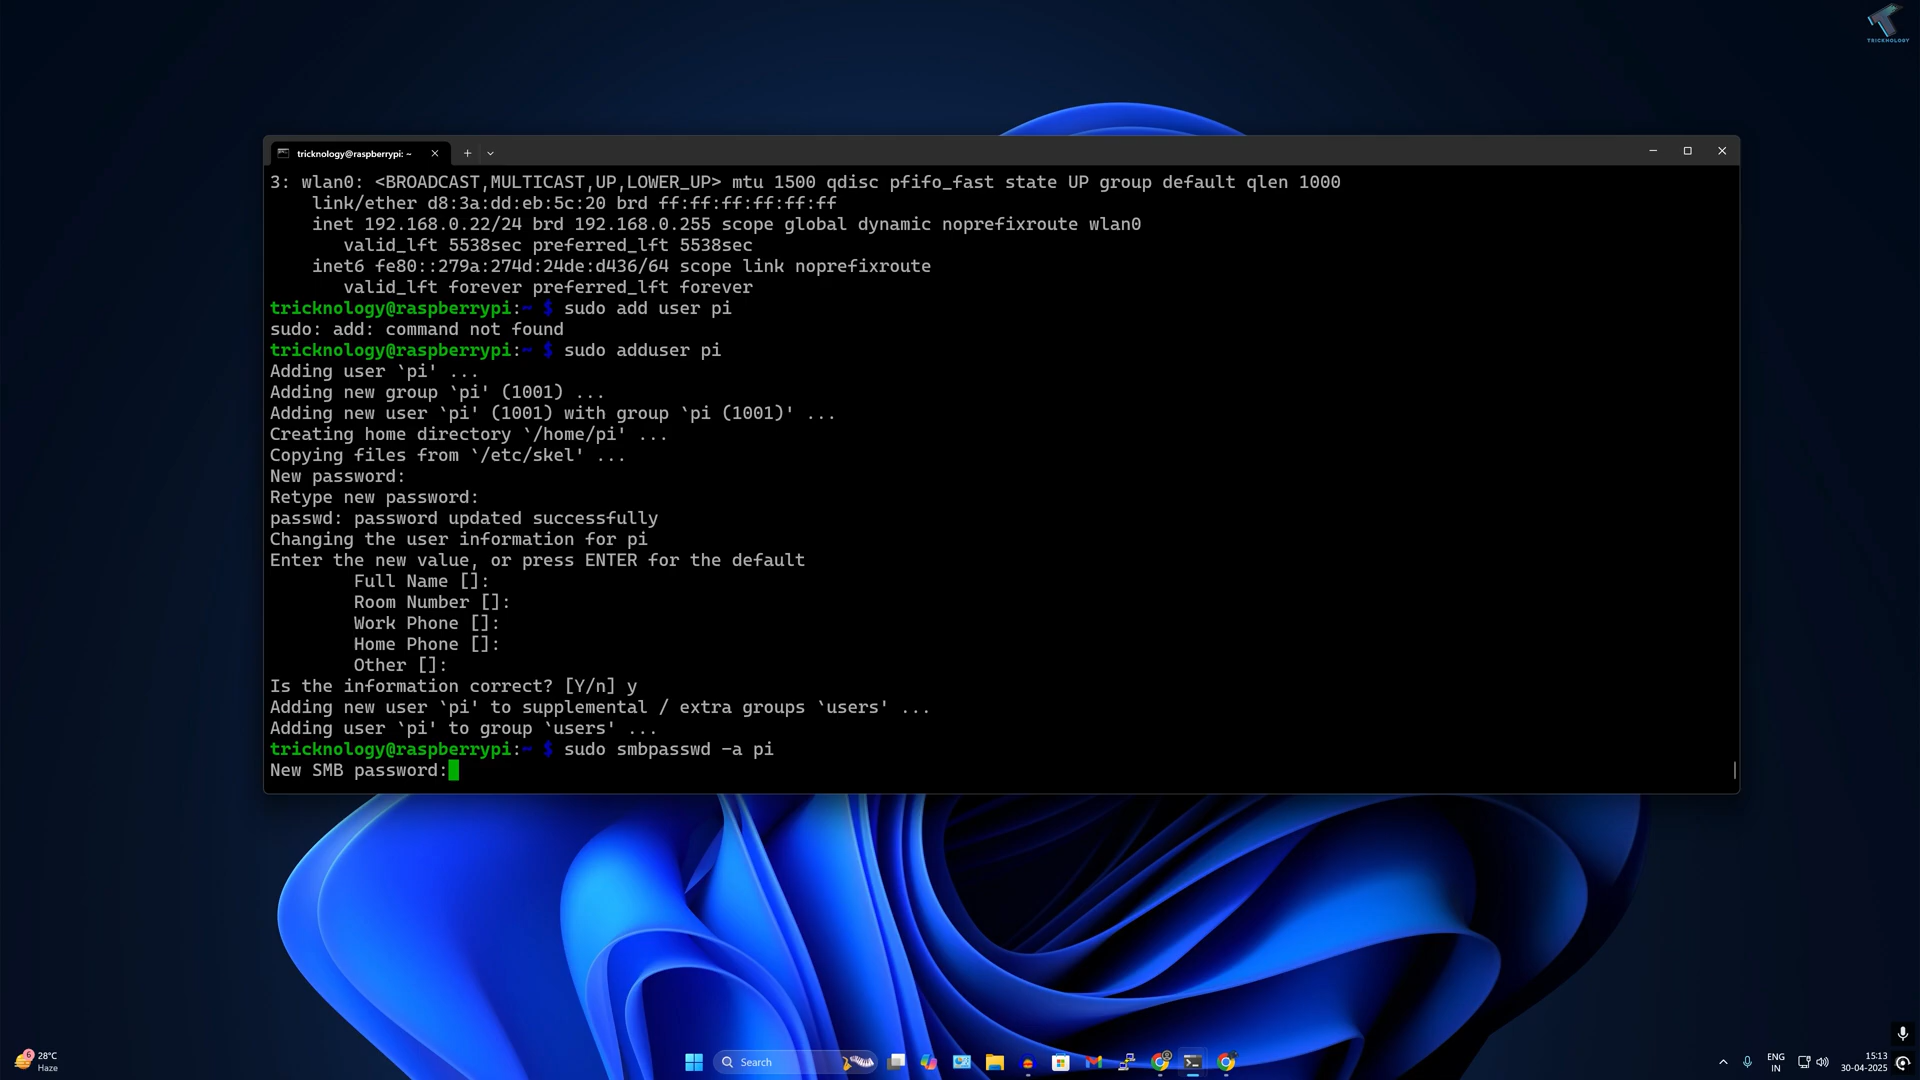 TRICKNOLOGY
tricknology@raspberrypi: ~
3: wlan0: <BROADCAST,MULTICAST,UP,LOWER_UP> mtu 1500 qdisc pfifo_fast state UP group default qlen 1000
link/ether d8:3a:dd:eb:5c:20 brd ff:ff:ff:ff:ff:ff
inet 192.168.0.22/24 brd 192.168.0.255 scope global dynamic noprefixroute wlan0
valid_lft 5538sec preferred_lft 5538sec
inet6 fe80::279a:274d:24de:d436/64 scope link noprefixroute
valid_lft forever preferred_lft forever
tricknology@raspberrypi:~ $ sudo add user pi
sudo: add: command not found
tricknology@raspberrypi:~ $ sudo adduser pi
Adding user `pi' ...
Adding new group `pi' (1001) ...
Adding new user `pi' (1001) with group `pi (1001)' ...
Creating home directory `/home/pi' ...
Copying files from `/etc/skel' ...
New password:
Retype new password:
passwd: password updated successfully
Changing the user information for pi
Enter the new value, or press ENTER for the default
Full Name []:
Room Number []:
Work Phone []:
Home Phone []:
Other []:
Is the information correct? [Y/n] y
Adding new user `pi' to supplemental / extra groups `users' ...
Adding user `pi' to group `users' ...
tricknology@raspberrypi:~ $ sudo smbpasswd -a pi
New SMB password:
6
28°C
Haze
Search
ENG
IN
15:13
30-04-2025